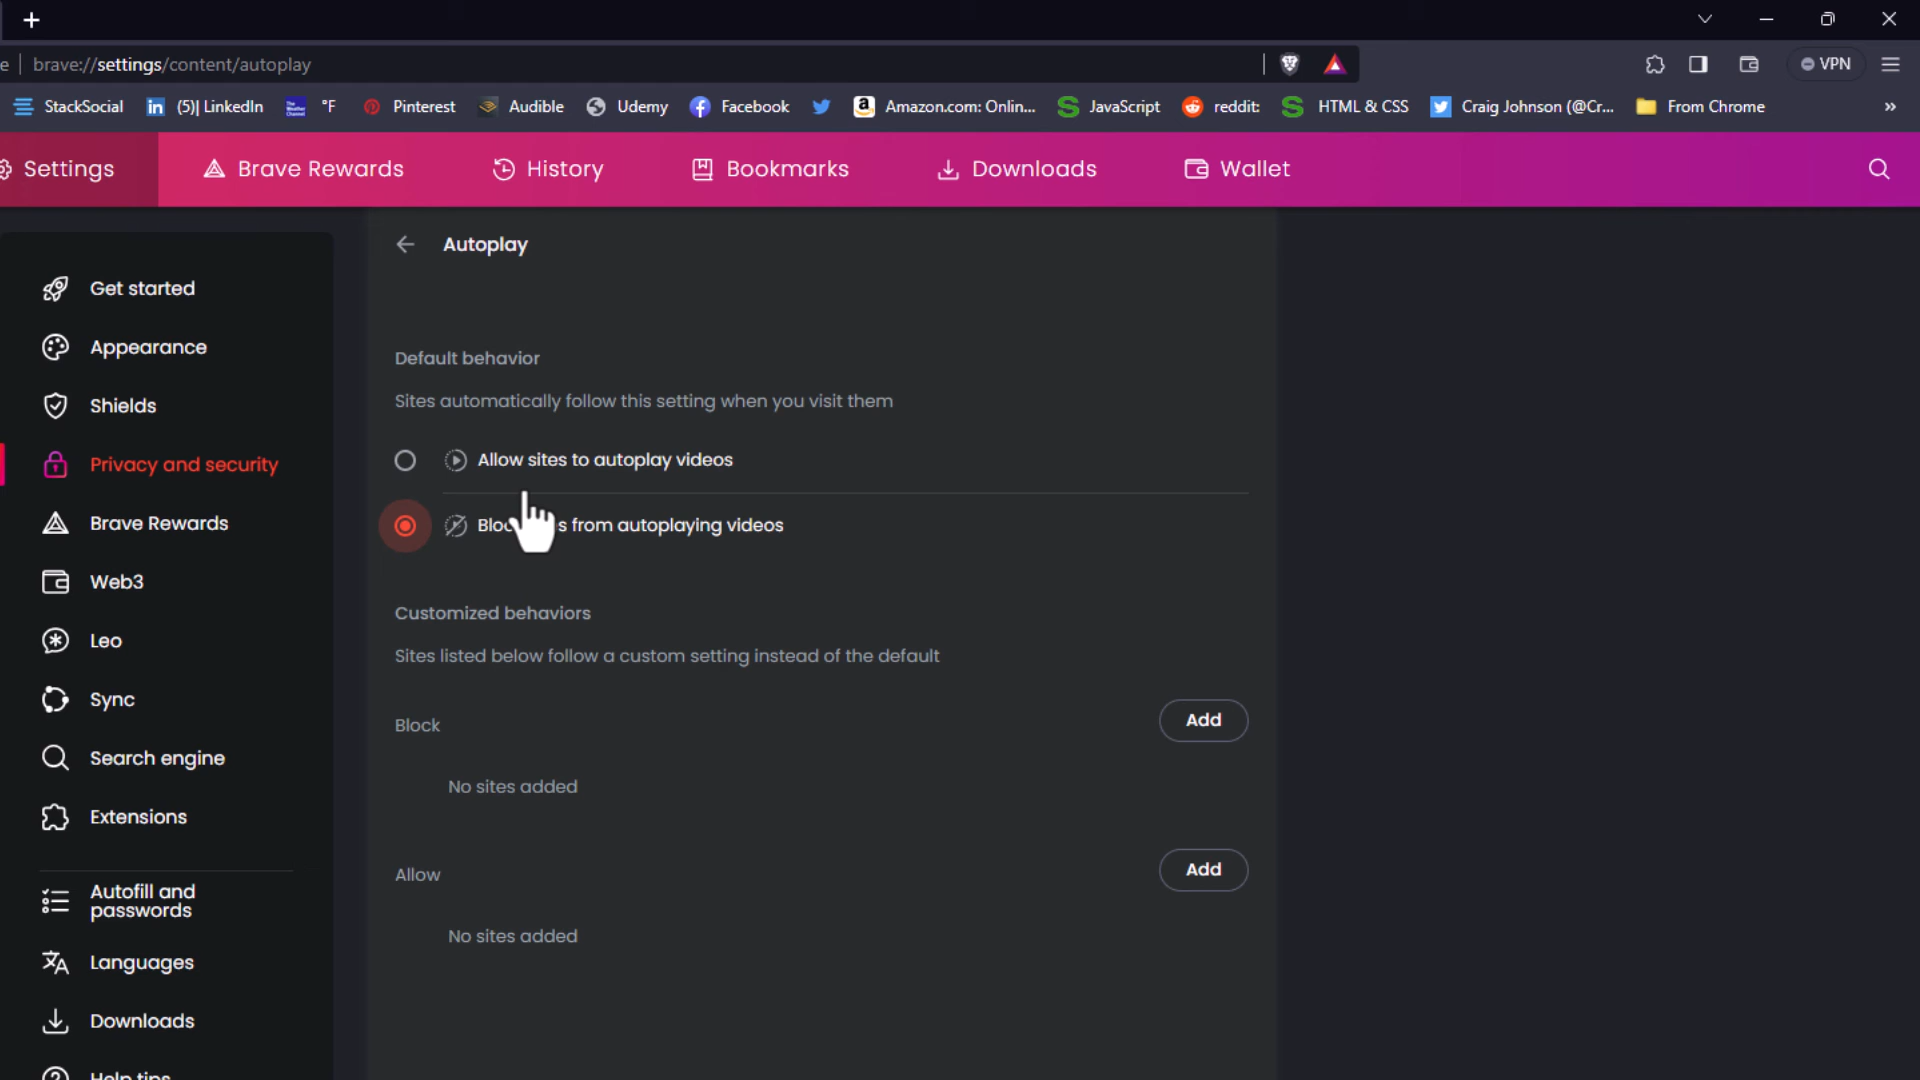 e brave://settings/content/autoplay VPN
StackSocial (5)| LinkedIn °F Pinterest Audible Udemy Facebook Amazon.com: Onlin... JavaScript reddit: HTML & CSS Craig Johnson (@Cr... From Chrome »
Settings Brave Rewards History Bookmarks Downloads Wallet
Autoplay
Get started
Appearance
Shields
Privacy and security
Brave Rewards
Web3
Leo
Sync
Search engine
Extensions
Autofill and
passwords
Languages
Downloads
Help tips
Default behavior
Sites automatically follow this setting when you visit them
Allow sites to autoplay videos
from autoplaying videos
Customized behaviors
Sites listed below follow a custom setting instead of the default
Block Add
No sites added
Allow Add
No sites added